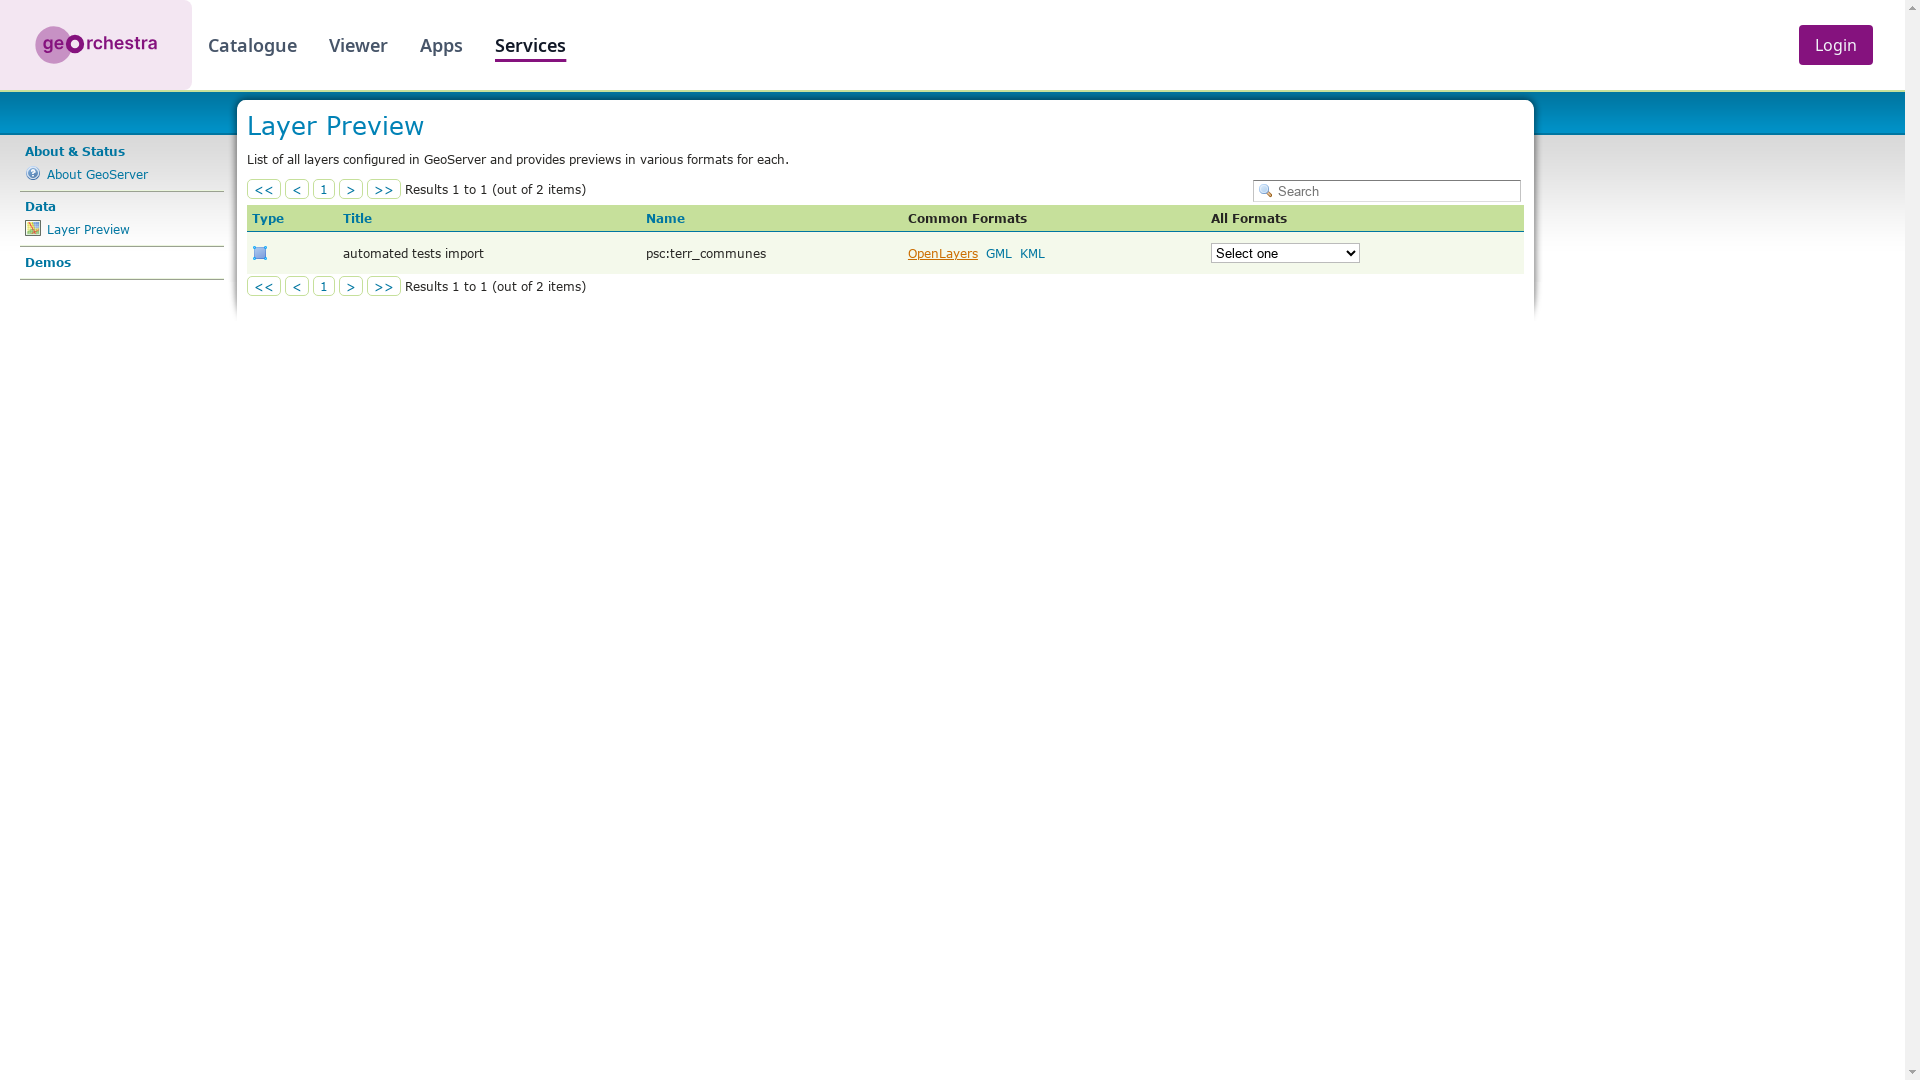 geOrchestra Catalogue Viewer Apps Services Login
Layer Preview
About & Status
List of all layers configured in GeoServer and provides previews in various formats for each.
About GeoServer
<< < 1 > >> Results 1 to 1 (out of 2 items) Search
Data
Type Title Name Common Formats All Formats
Layer Preview
automated tests import psc:terr_communes OpenLayers GML KML Select one
Demos
<< < 1 > >> Results 1 to 1 (out of 2 items)